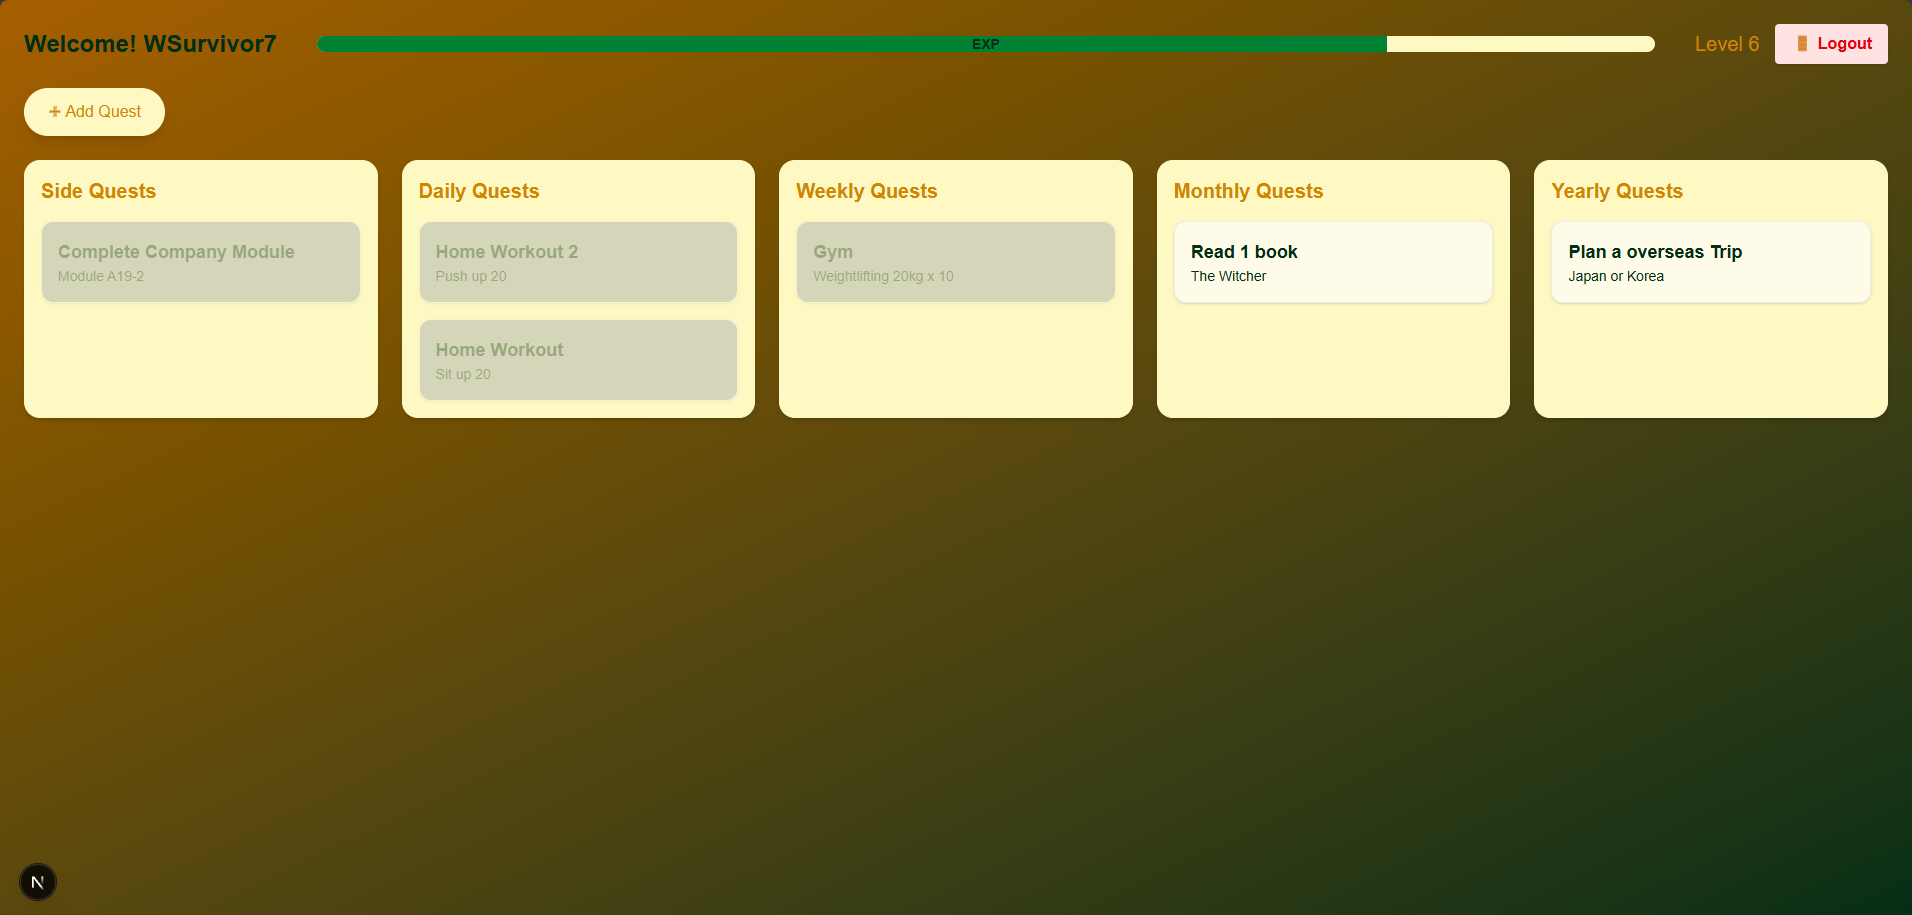 Welcome! WSurvivor7
EXP
Level 6
Logout
+ Add Quest
Side Quests
Complete Company Module
Module A19-2
Daily Quests
Home Workout 2
Push up 20
Home Workout
Sit up 20
Weekly Quests
Gym
Weightlifting 20kg x 10
Monthly Quests
Read 1 book
The Witcher
Yearly Quests
Plan a overseas Trip
Japan or Korea
N